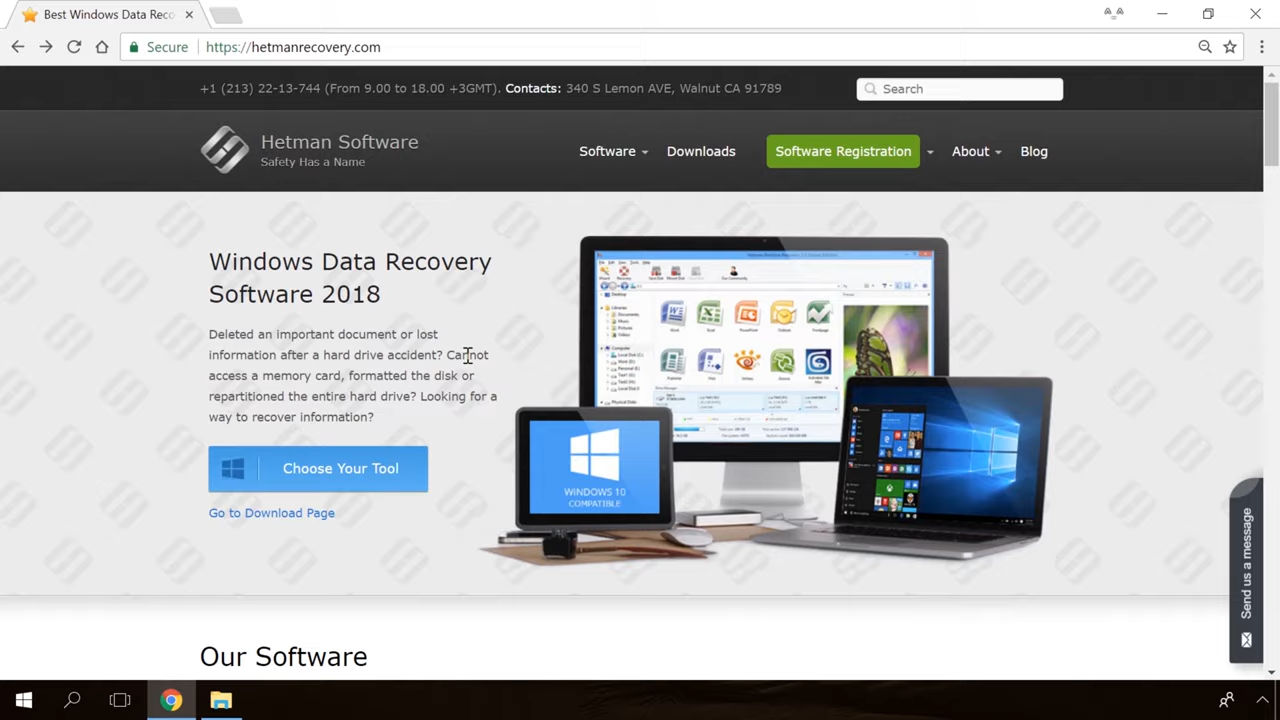 Best Windows Data Reco
Secure https://hetmanrecovery.com
+1 (213) 22-13-744 (From 9.00 to 18.00 +3GMT). Contacts: 340 S Lemon AVE, Walnut CA 91789
Search
Hetman Software
Safety Has a Name
Software
Downloads
Software Registration
About
Blog
Windows Data Recovery
Software 2018
Deleted an important document or lost
information after a hard drive accident? Cannot
access a memory card, formatted the disk or
repartitioned the entire hard drive? Looking for a
way to recover information?
Choose Your Tool
Go to Download Page
WINDOWS 10
COMPATIBLE
Send us a message
Our Software